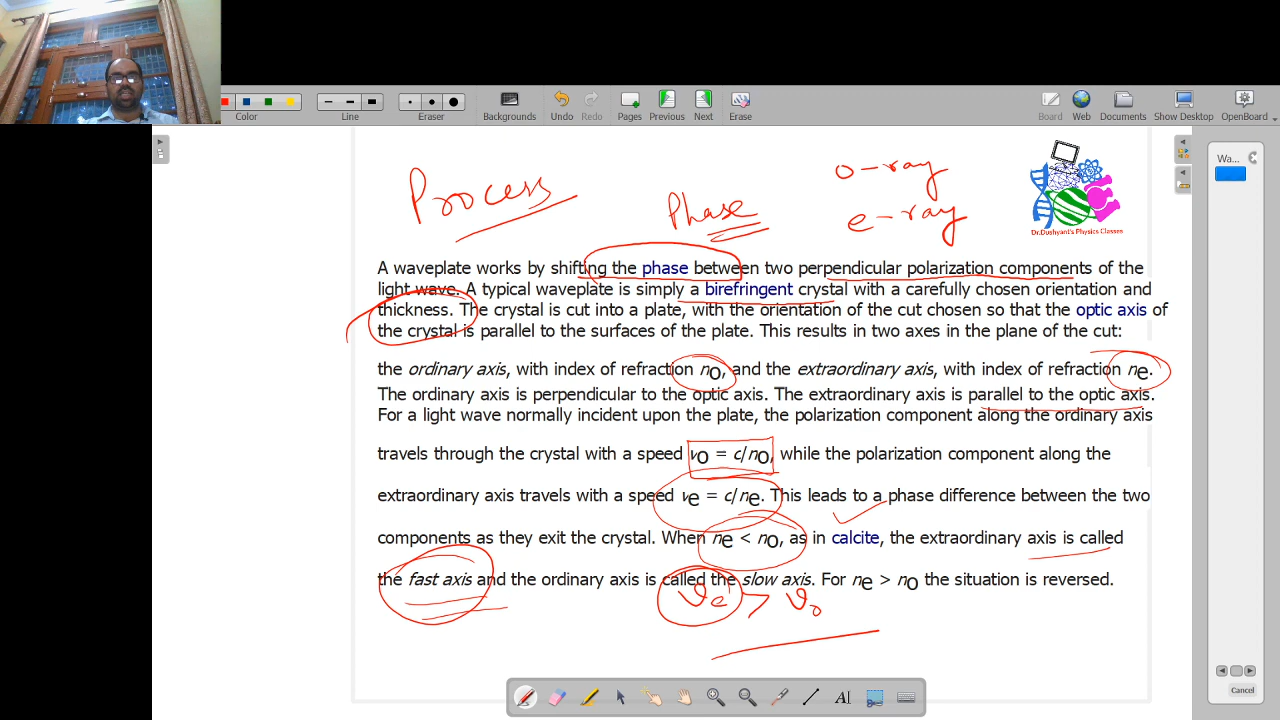 Color
Line
Eraser
Backgrounds
Undo
Redo
Pages
Previous
Next
Erase
Board
Web
Documents
Show Desktop
OpenBoard
Wa...
Process
Phase
o-ray
e-ray
Dr.Dushyant's Physics Classes
A waveplate works by shifting the phase between two perpendicular polarization components of the
light wave. A typical waveplate is simply a birefringent crystal with a carefully chosen orientation and
thickness. The crystal is cut into a plate, with the orientation of the cut chosen so that the optic axis of
the crystal is parallel to the surfaces of the plate. This results in two axes in the plane of the cut:
the ordinary axis, with index of refraction no, and the extraordinary axis, with index of refraction ne.
The ordinary axis is perpendicular to the optic axis. The extraordinary axis is parallel to the optic axis.
For a light wave normally incident upon the plate, the polarization component along the ordinary axis
travels through the crystal with a speed vo = c/no, while the polarization component along the
extraordinary axis travels with a speed ve = c/ne. This leads to a phase difference between the two
components as they exit the crystal. When ne < no, as in calcite, the extraordinary axis is called
the fast axis and the ordinary axis is called the slow axis. For ne > no the situation is reversed.
ve > vo
AI
Cancel